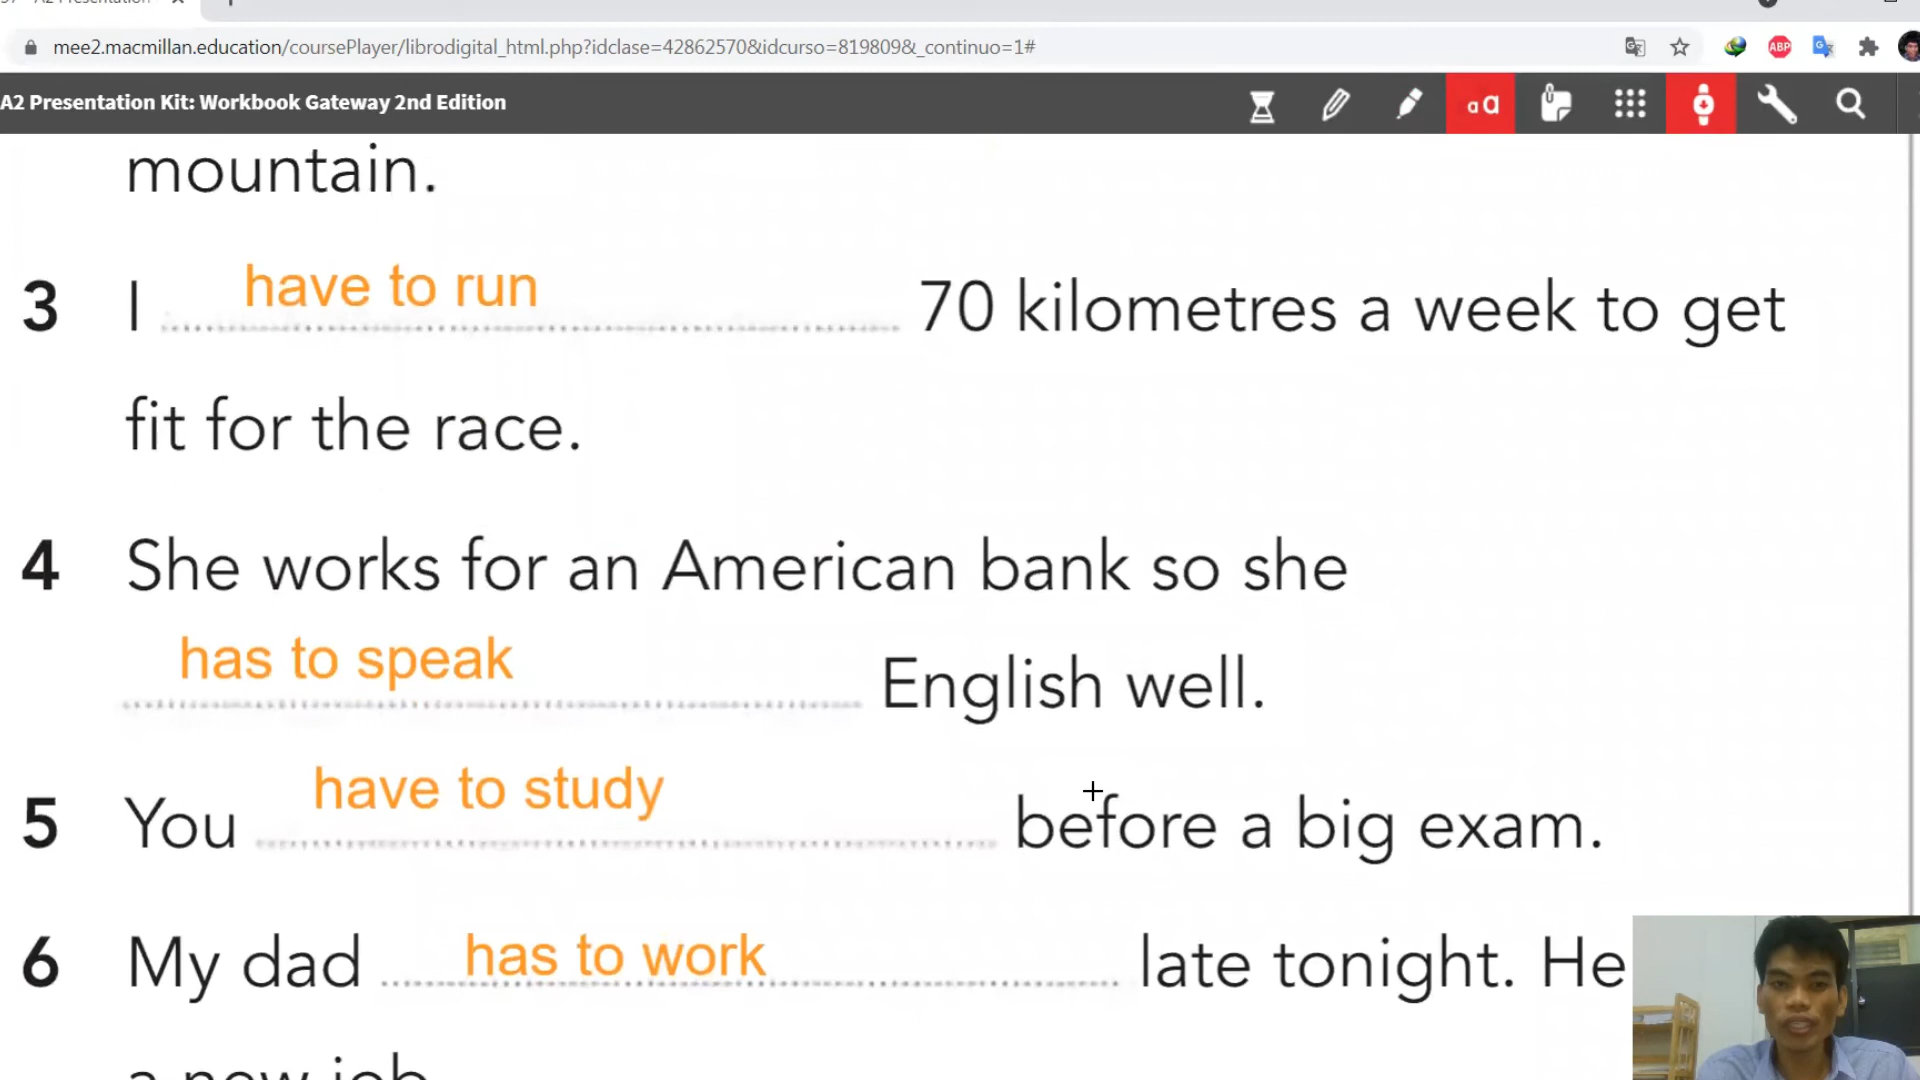 mee2.macmillan.education/coursePlayer/librodigital_html.php?idclase=42862570&idcurso=819809&_continuo=1#
A2 Presentation Kit: Workbook Gateway 2nd Edition
a a
ABP
mountain.
3 I have to run 70 kilometres a week to get
fit for the race.
4 She works for an American bank so she
has to speak English well.
5 You have to study before a big exam.
6 My dad has to work late tonight. He
a new job